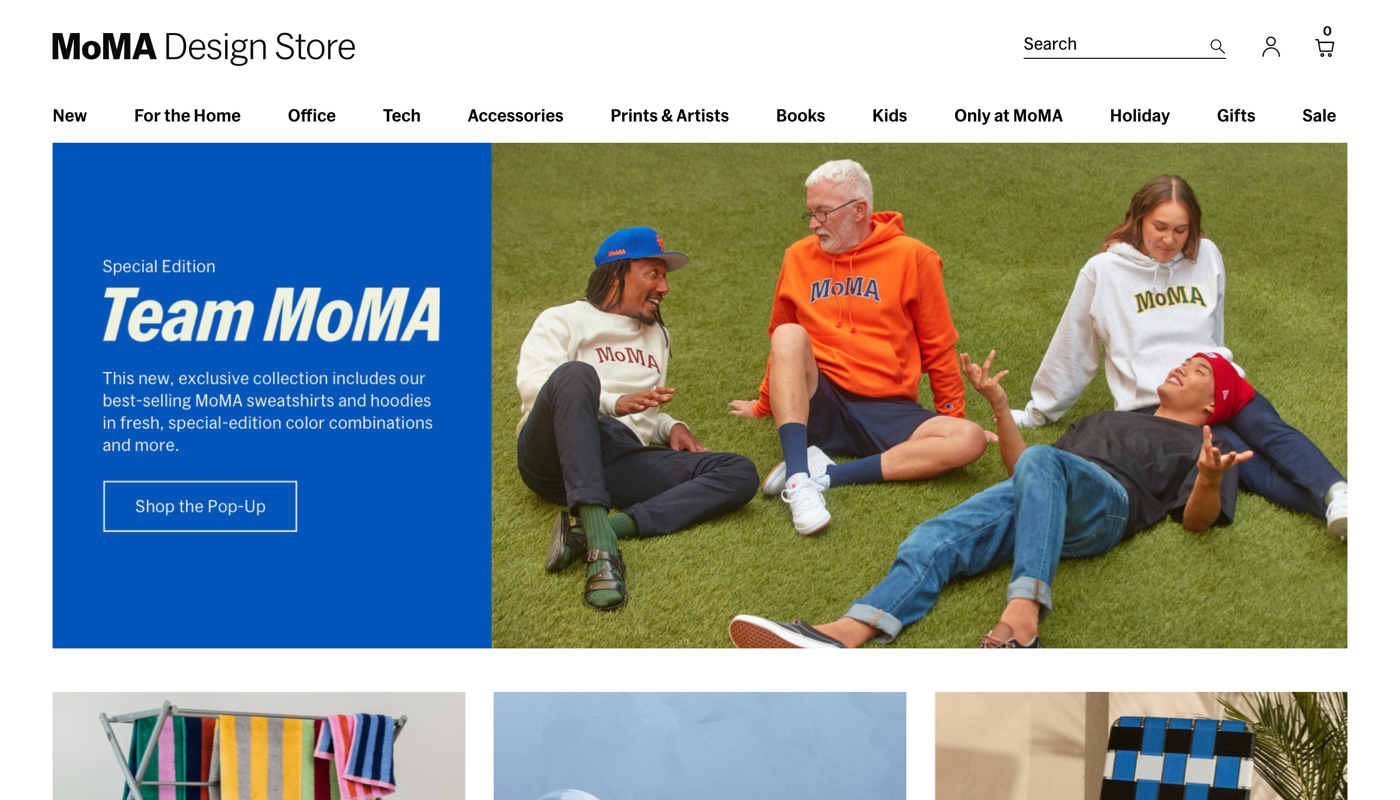 MoMA Design Store
Search
0
New For the Home Office Tech Accessories Prints & Artists Books Kids Only at MoMA Holiday Gifts Sale
Special Edition
Team MoMA
This new, exclusive collection includes our
best-selling MoMA sweatshirts and hoodies
in fresh, special-edition color combinations
and more.
Shop the Pop-Up
MoMA
MoMA
MoMA
MoMA